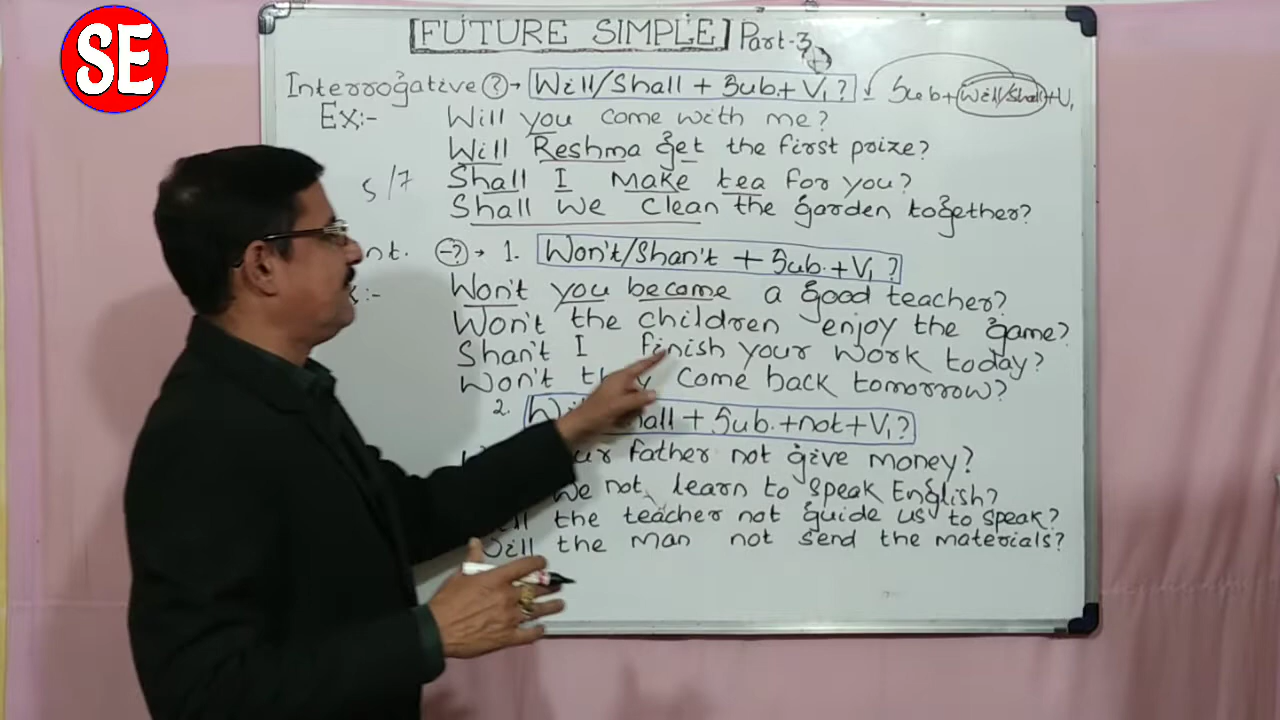 SE
[FUTURE SIMPLE] Part-3
Interrogative ? → Will/Shall + Sub. + V₁ ? Sub + Will/Shall + V₁
Ex:- Will you come with me?
Will Reshma get the first prize?
S/7 Shall I make tea for you?
Shall we clean the garden together?
nt. -? → 1. Won't/Shan't + Sub. + V₁ ?
:- Won't you become a good teacher?
Won't the children enjoy the game?
Shan't I finish your work today?
Won't they come back tomorrow?
2. hall + Sub. + not + V₁ ?
ur father not give money?
we not learn to speak English?
the teacher not guide us to speak?
Will the man not send the materials?